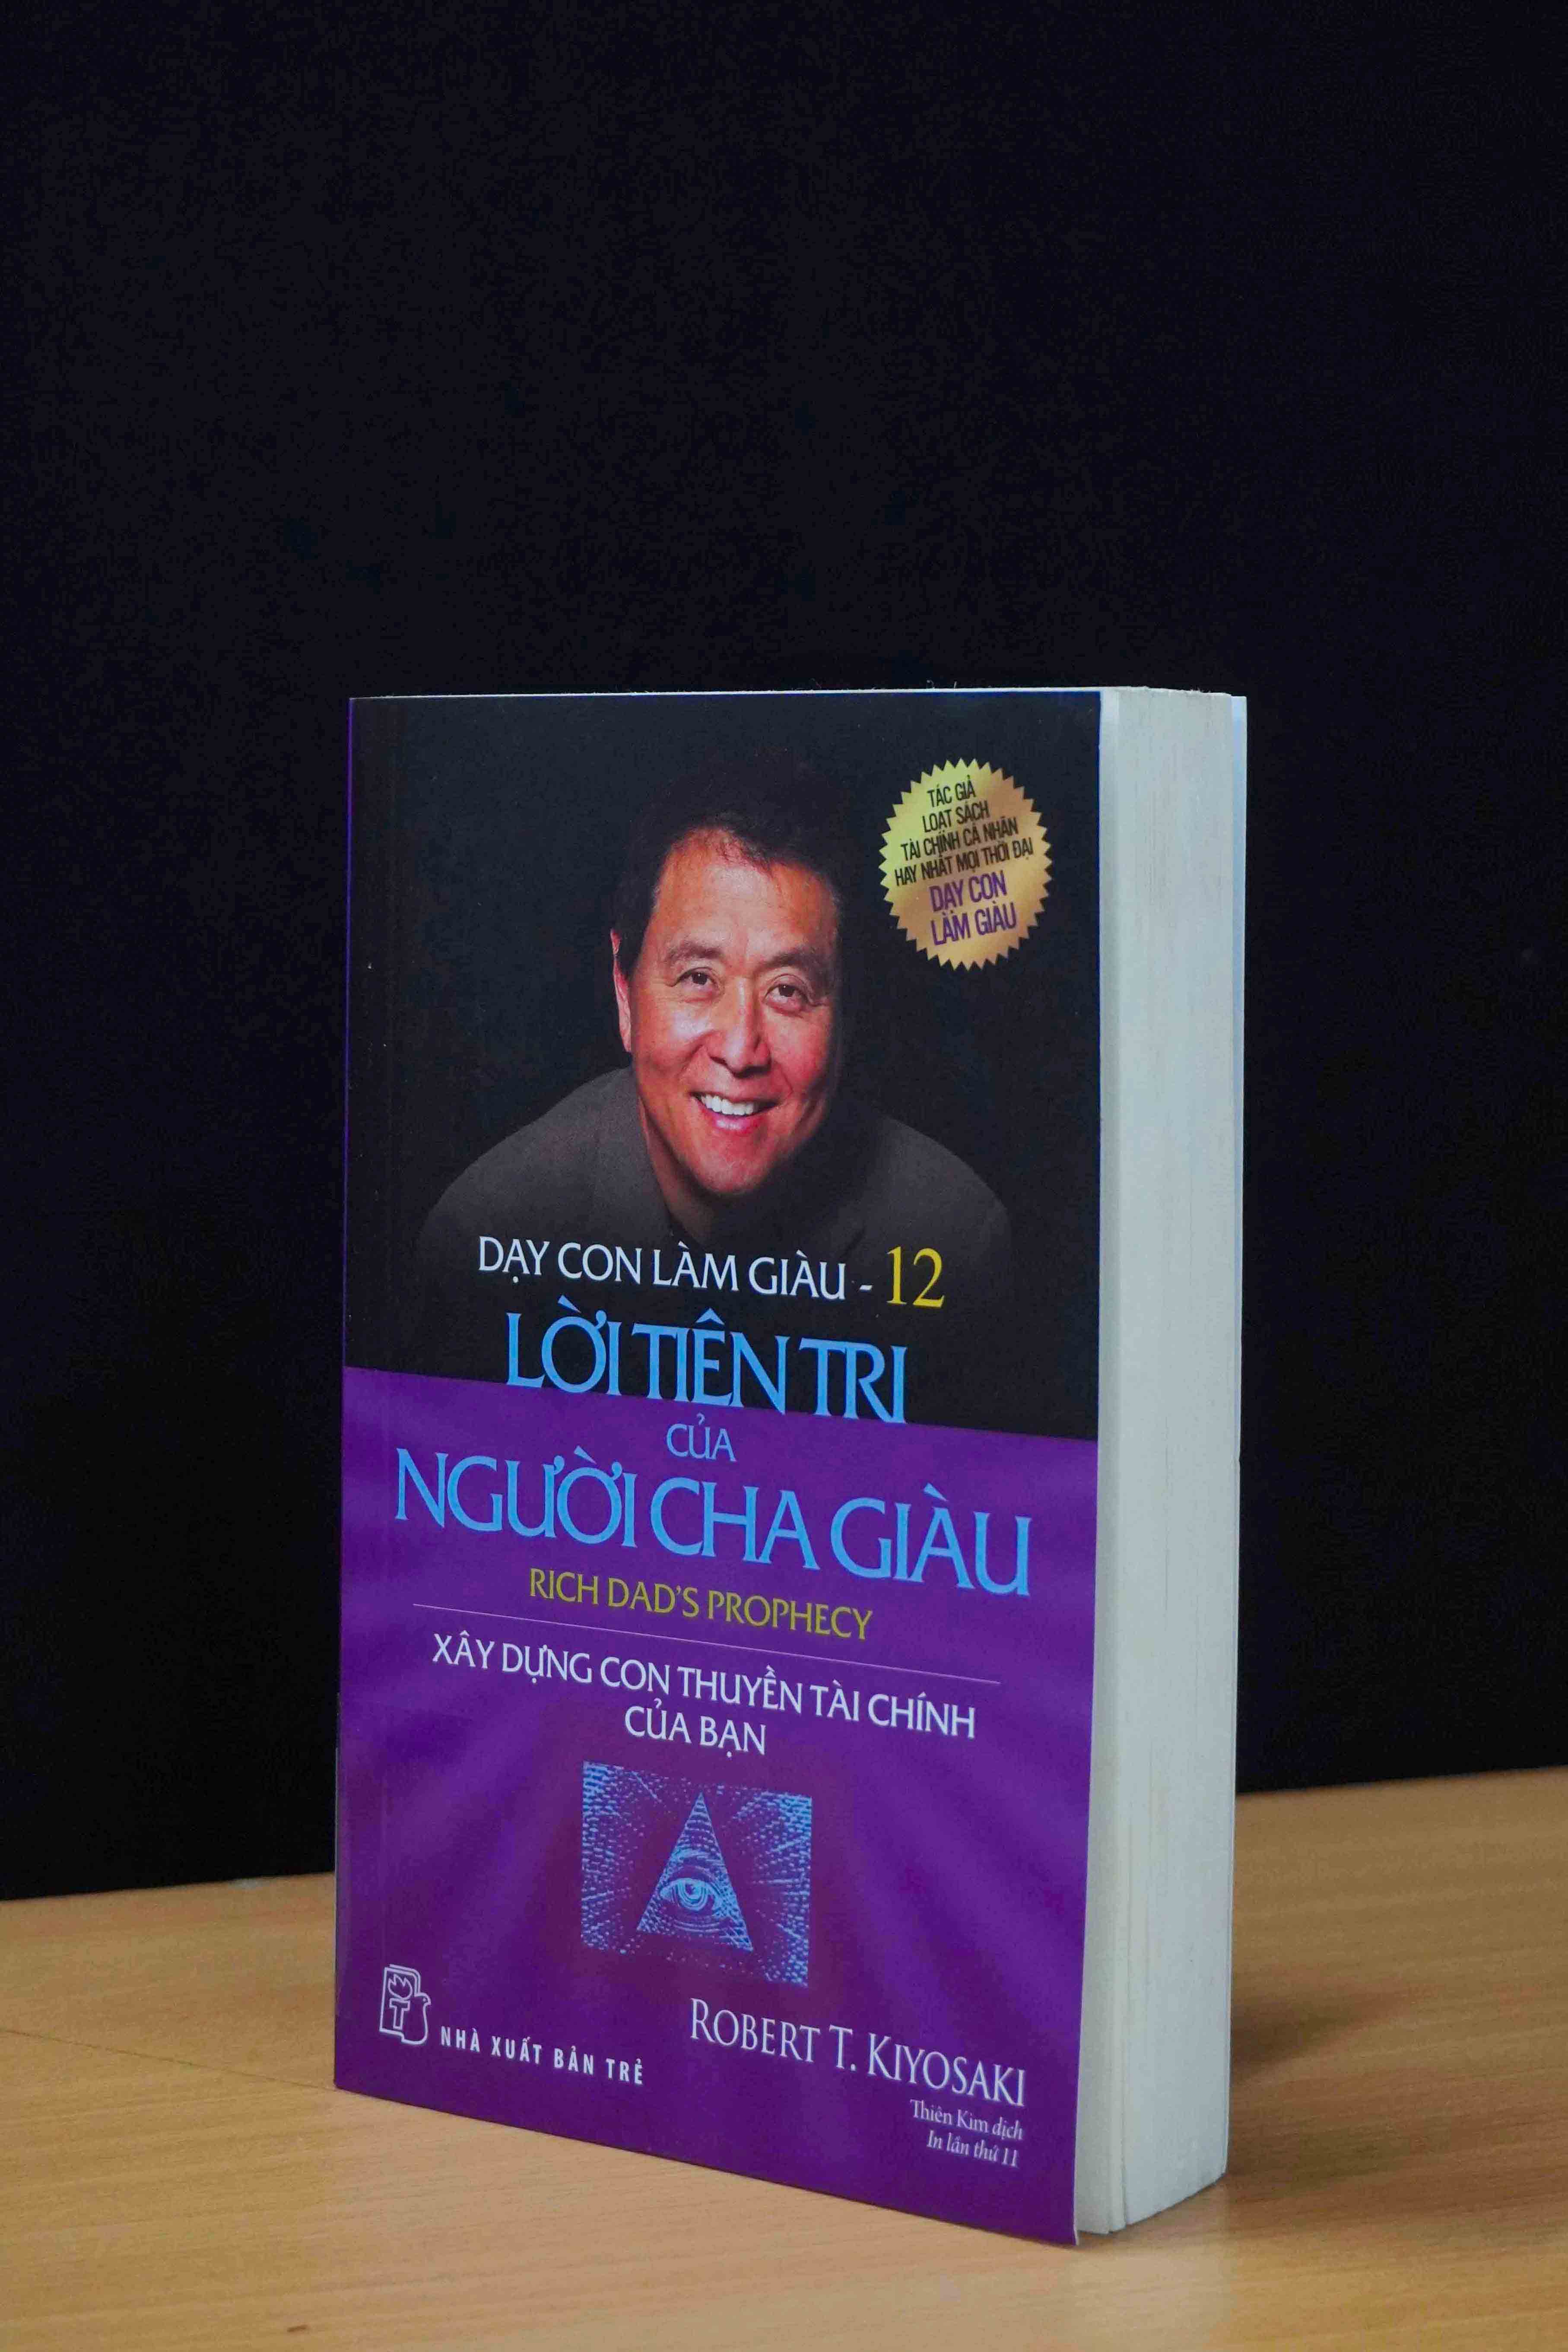 TÁC GIẢ
LOẠT SÁCH
TÀI CHÍNH CÁ NHÂN
HAY NHẤT MỌI THỜI ĐẠI
DẠY CON
LÀM GIÀU
DẠY CON LÀM GIÀU - 12
LỜI TIÊN TRI
CỦA
NGƯỜI CHA GIÀU
RICH DAD'S PROPHECY
XÂY DỰNG CON THUYỀN TÀI CHÍNH
CỦA BẠN
T
NHÀ XUẤT BẢN TRẺ
ROBERT T. KIYOSAKI
Thiên Kim dịch
In lần thứ 11